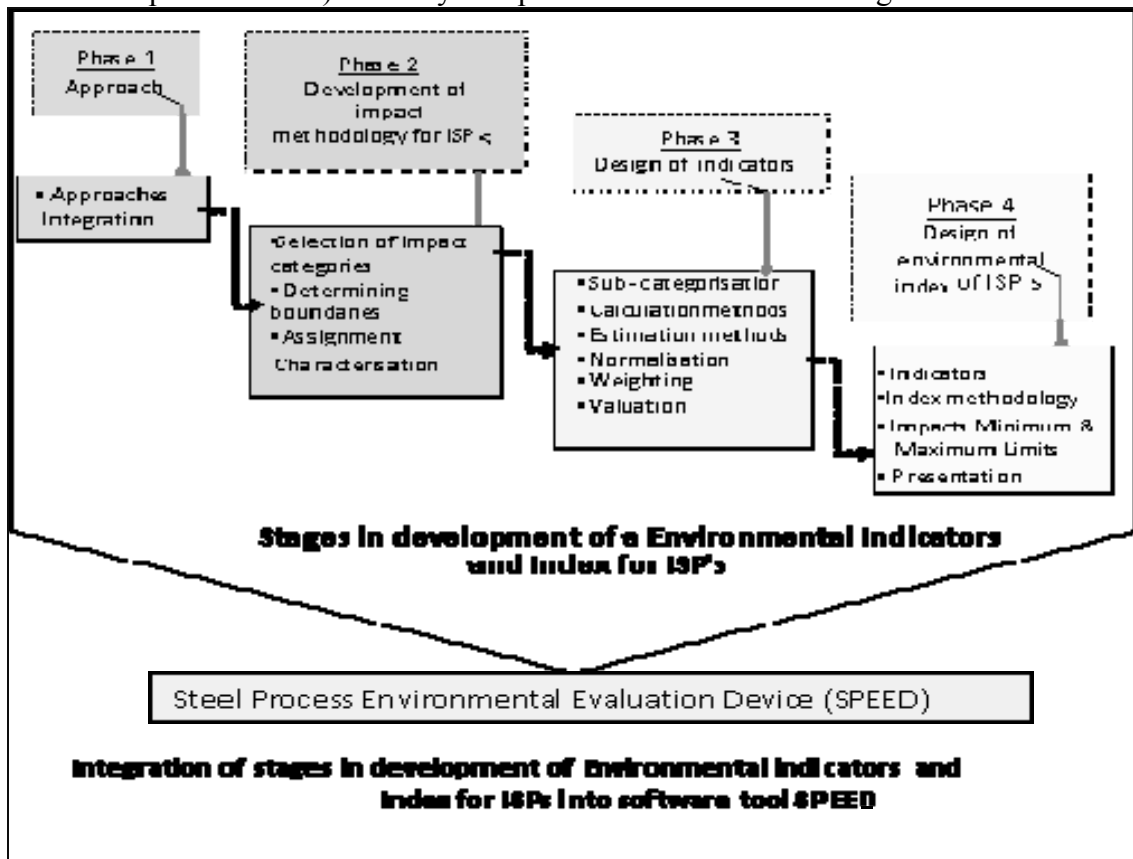 Phase 1
Approach
Phase 2
Development of
impact
methodology for ISP s
Phase 3
Design of indicators
Phase 4
Design of
environmental
index of ISP s
▪ Approaches
Integration
▪Selection of impact
categories
▪ Determining
boundaries
▪ Assignment
Characterisation
▪Sub-categorisation
▪Calculation methods
▪Estimation methods
▪Normalisation
▪Weighting
▪Valuation
▪Indicators
▪Index methodology
▪Impacts Minimum &
Maximum Limits
▪ Presentation
Stages in development of a Environmental Indicators
and Index for ISP's
Steel Process Environmental Evaluation Device (SPEED)
Integration of stages in development of Environmental Indicators and
Index for ISPs into software tool SPEED